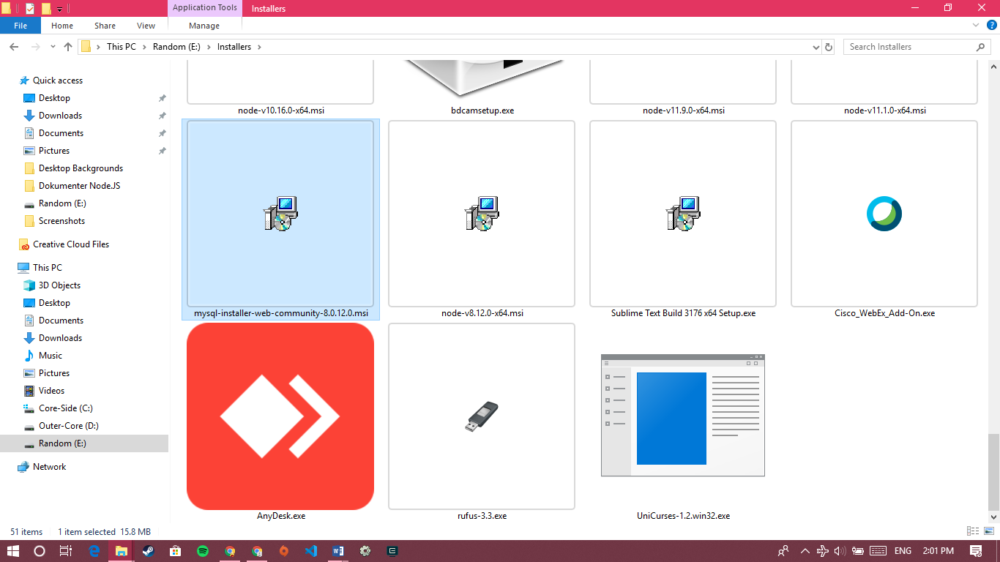 Application Tools
Installers
File
Home
Share
View
Manage
This PC
Random (E:)
Installers
Search Installers
Quick access
Desktop
Downloads
Documents
Pictures
Desktop Backgrounds
Dokumenter Node.JS
Random (E:)
Screenshots
Creative Cloud Files
This PC
3D Objects
Desktop
Documents
Downloads
Music
Pictures
Videos
Core-Side (C:)
Outer-Core (D:)
Random (E:)
Network
node-v10.16.0-x64.msi
bdcamsetup.exe
node-v11.9.0-x64.msi
node-v11.1.0-x64.msi
mysql-installer-web-community-8.0.12.0.msi
node-v8.12.0-x64.msi
Sublime Text Build 3176 x64 Setup.exe
Cisco_WebEx_Add-On.exe
AnyDesk.exe
rufus-3.3.exe
UniCurses-1.2.win32.exe
51 items
1 item selected 15.8 MB
ENG
2:01 PM